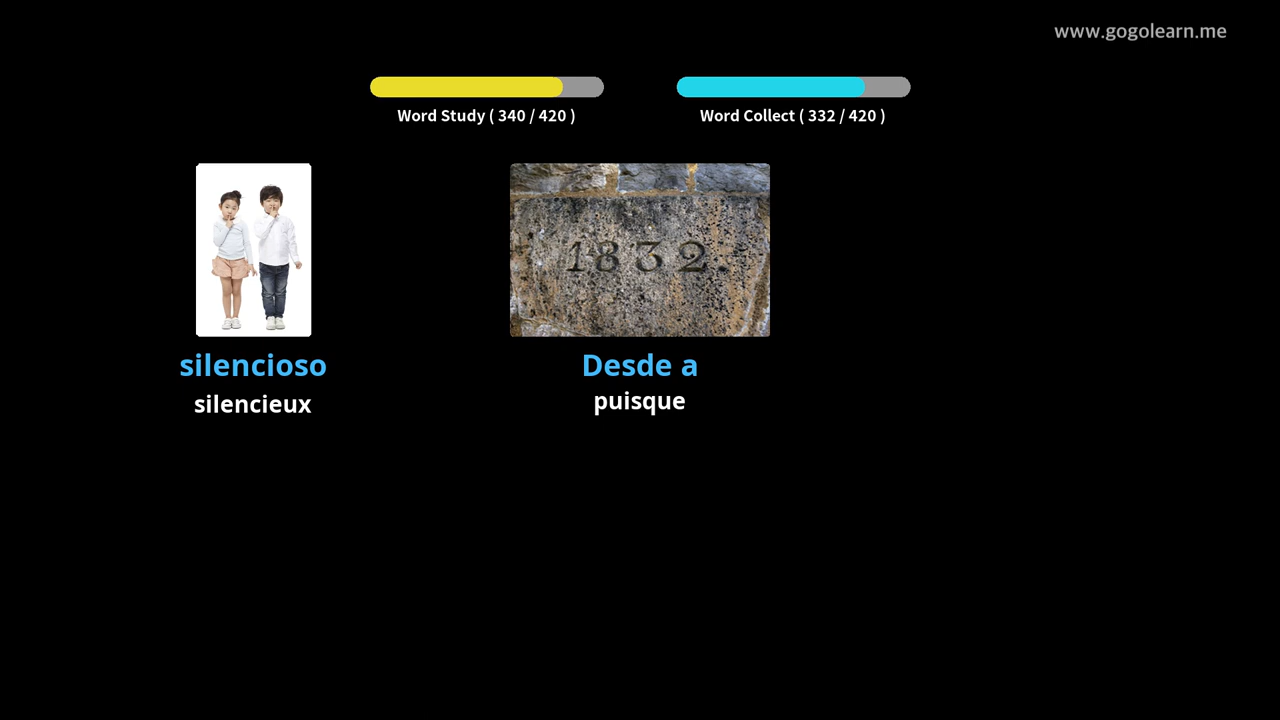 www.gogolearn.me
Word Study ( 340 / 420 )
Word Collect ( 332 / 420 )
1832.
silencioso
silencieux
Desde a
puisque